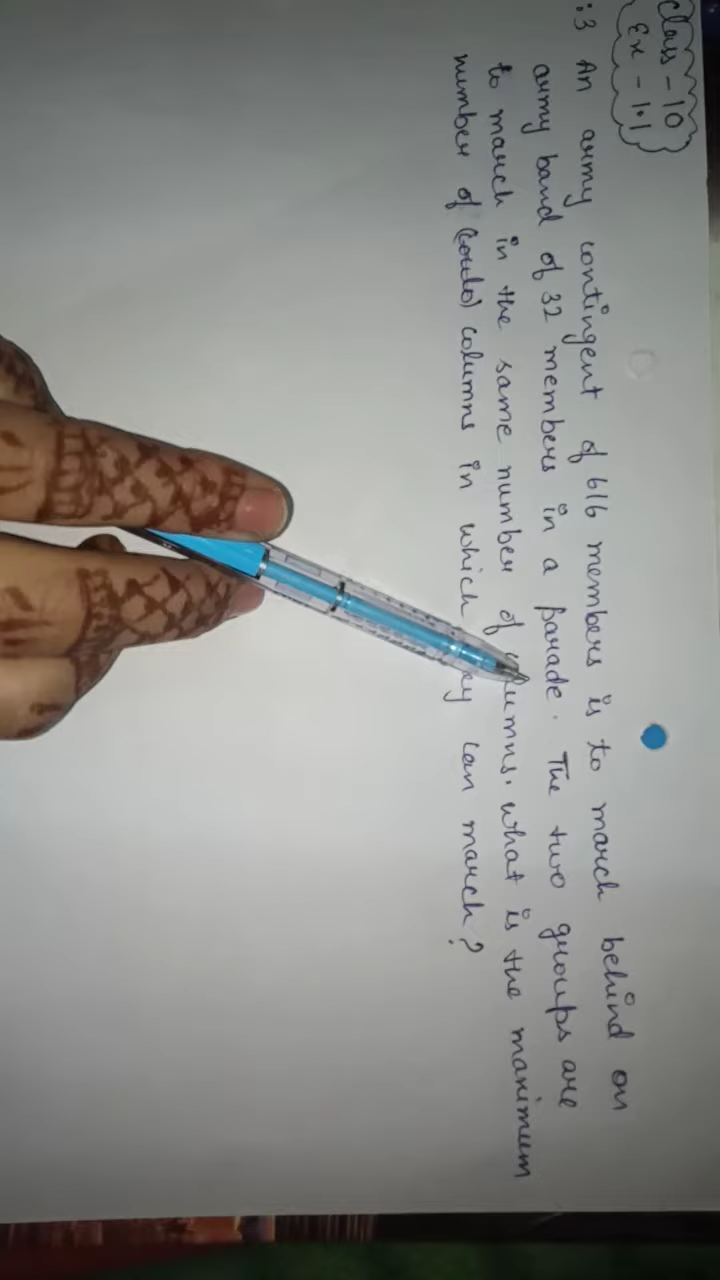 Class - 10
Ex - 1.1
:3 An army contingent of 616 members is to march behind an
army band of 32 members in a parade. The two groups are
to march in the same number of what is the maximum
number of columns in which can march?